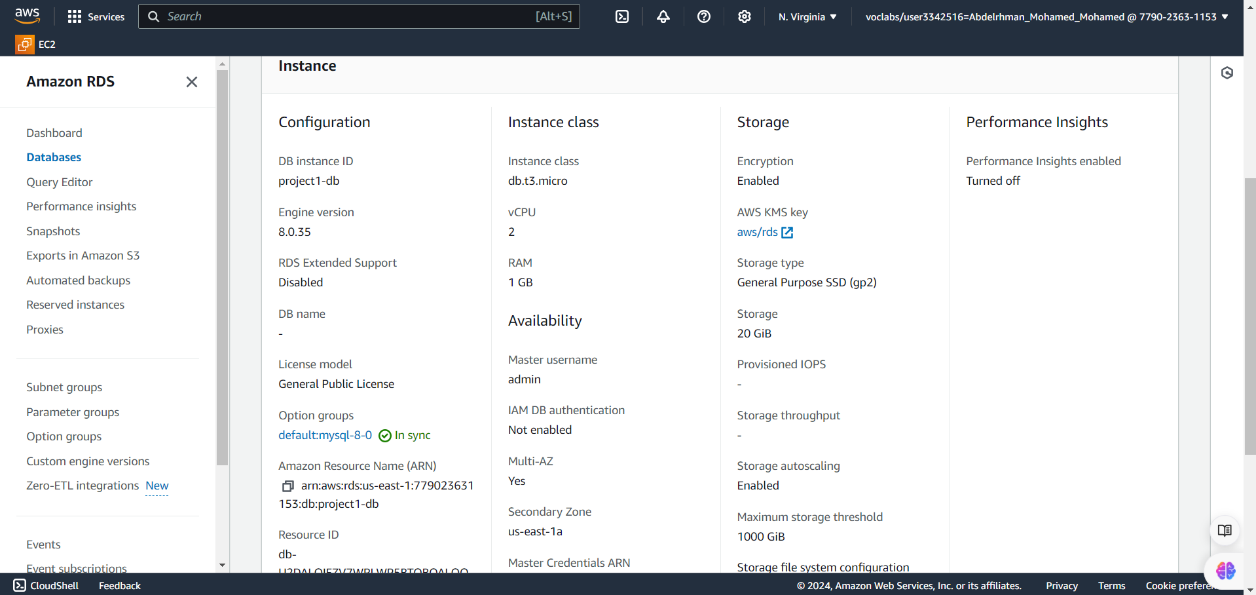 aws
Services
Search
[Alt+S]
N. Virginia
voclabs/user3342516=Abdelrhman_Mohamed_Mohamed @ 7790-2363-1153
EC2
Amazon RDS
Dashboard
Databases
Query Editor
Performance insights
Snapshots
Exports in Amazon S3
Automated backups
Reserved instances
Proxies
Subnet groups
Parameter groups
Option groups
Custom engine versions
Zero-ETL integrations New
Events
Event subscriptions
Instance
Configuration
DB instance ID
project1-db
Engine version
8.0.35
RDS Extended Support
Disabled
DB name
-
License model
General Public License
Option groups
default:mysql-8-0 In sync
Amazon Resource Name (ARN)
arn:aws:rds:us-east-1:779023631
153:db:project1-db
Resource ID
db-
Instance class
Instance class
db.t3.micro
vCPU
2
RAM
1 GB
Availability
Master username
admin
IAM DB authentication
Not enabled
Multi-AZ
Yes
Secondary Zone
us-east-1a
Master Credentials ARN
Storage
Encryption
Enabled
AWS KMS key
aws/rds
Storage type
General Purpose SSD (gp2)
Storage
20 GiB
Provisioned IOPS
-
Storage throughput
-
Storage autoscaling
Enabled
Maximum storage threshold
1000 GiB
Storage file system configuration
Performance Insights
Performance Insights enabled
Turned off
CloudShell
Feedback
© 2024, Amazon Web Services, Inc. or its affiliates.
Privacy
Terms
Cookie